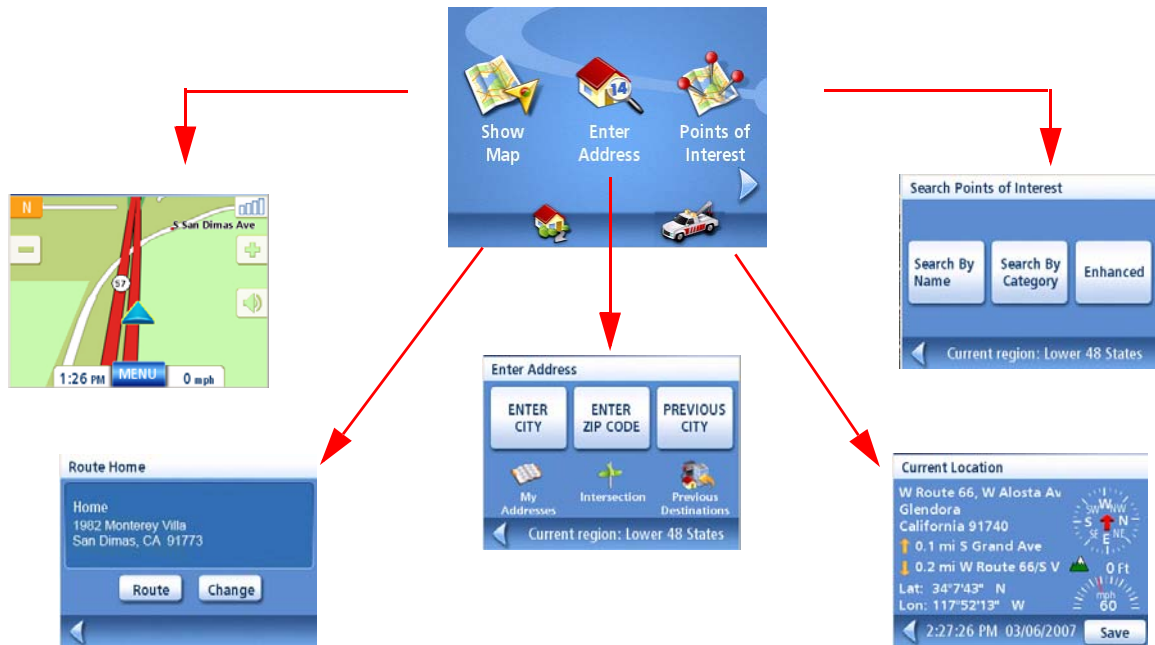 Show
Map
Enter
Address
14
Points of
Interest
N
S San Dimas Ave
57
1:26 PM
MENU
0 mph
Search Points of Interest
Search By
Name
Search By
Category
Enhanced
Current region: Lower 48 States
Enter Address
ENTER
CITY
ENTER
ZIP CODE
PREVIOUS
CITY
My
Addresses
Intersection
Previous
Destinations
Current region: Lower 48 States
Route Home
Home
1982 Monterey Villa
San Dimas, CA 91773
Route
Change
Current Location
W Route 66, W Alosta Av
Glendora
California 91740
0.1 mi S Grand Ave
0.2 mi W Route 66/S V
Lat: 34°7'43" N
Lon: 117°52'13" W
SW W NW
S N
SE E NE
0 Ft
mph
60
2:27:26 PM 03/06/2007
Save